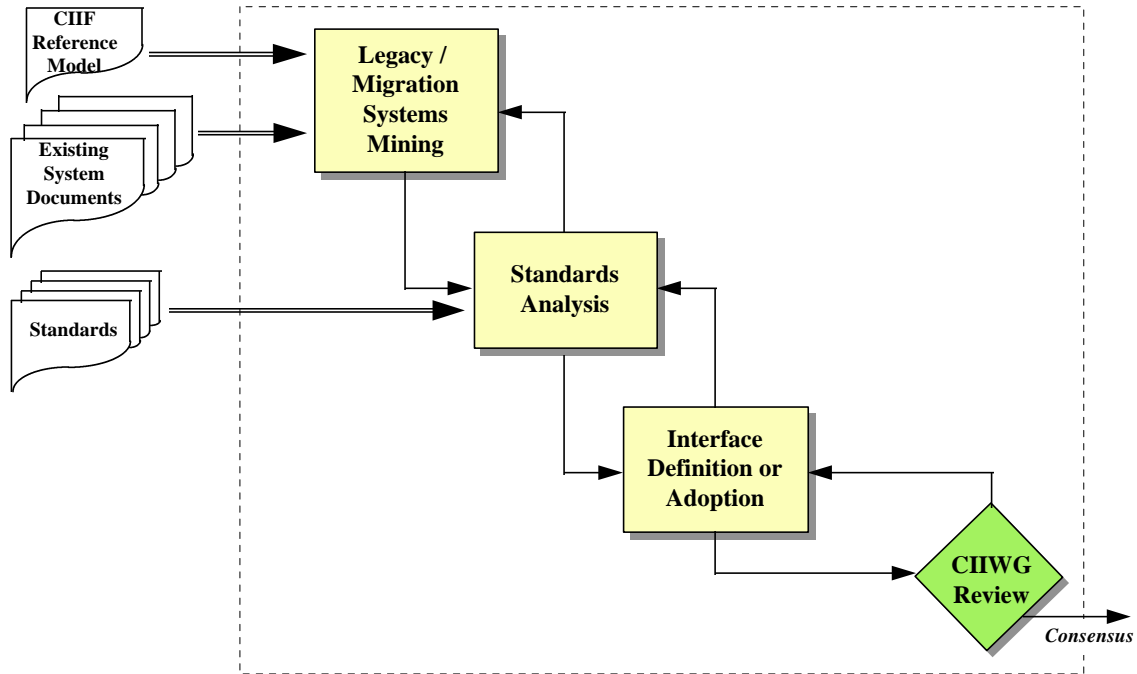 CIIF
Reference
Model
Existing
System
Documents
Standards
Legacy /
Migration
Systems
Mining
Standards
Analysis
Interface
Definition or
Adoption
CIIWG
Review
Consensus